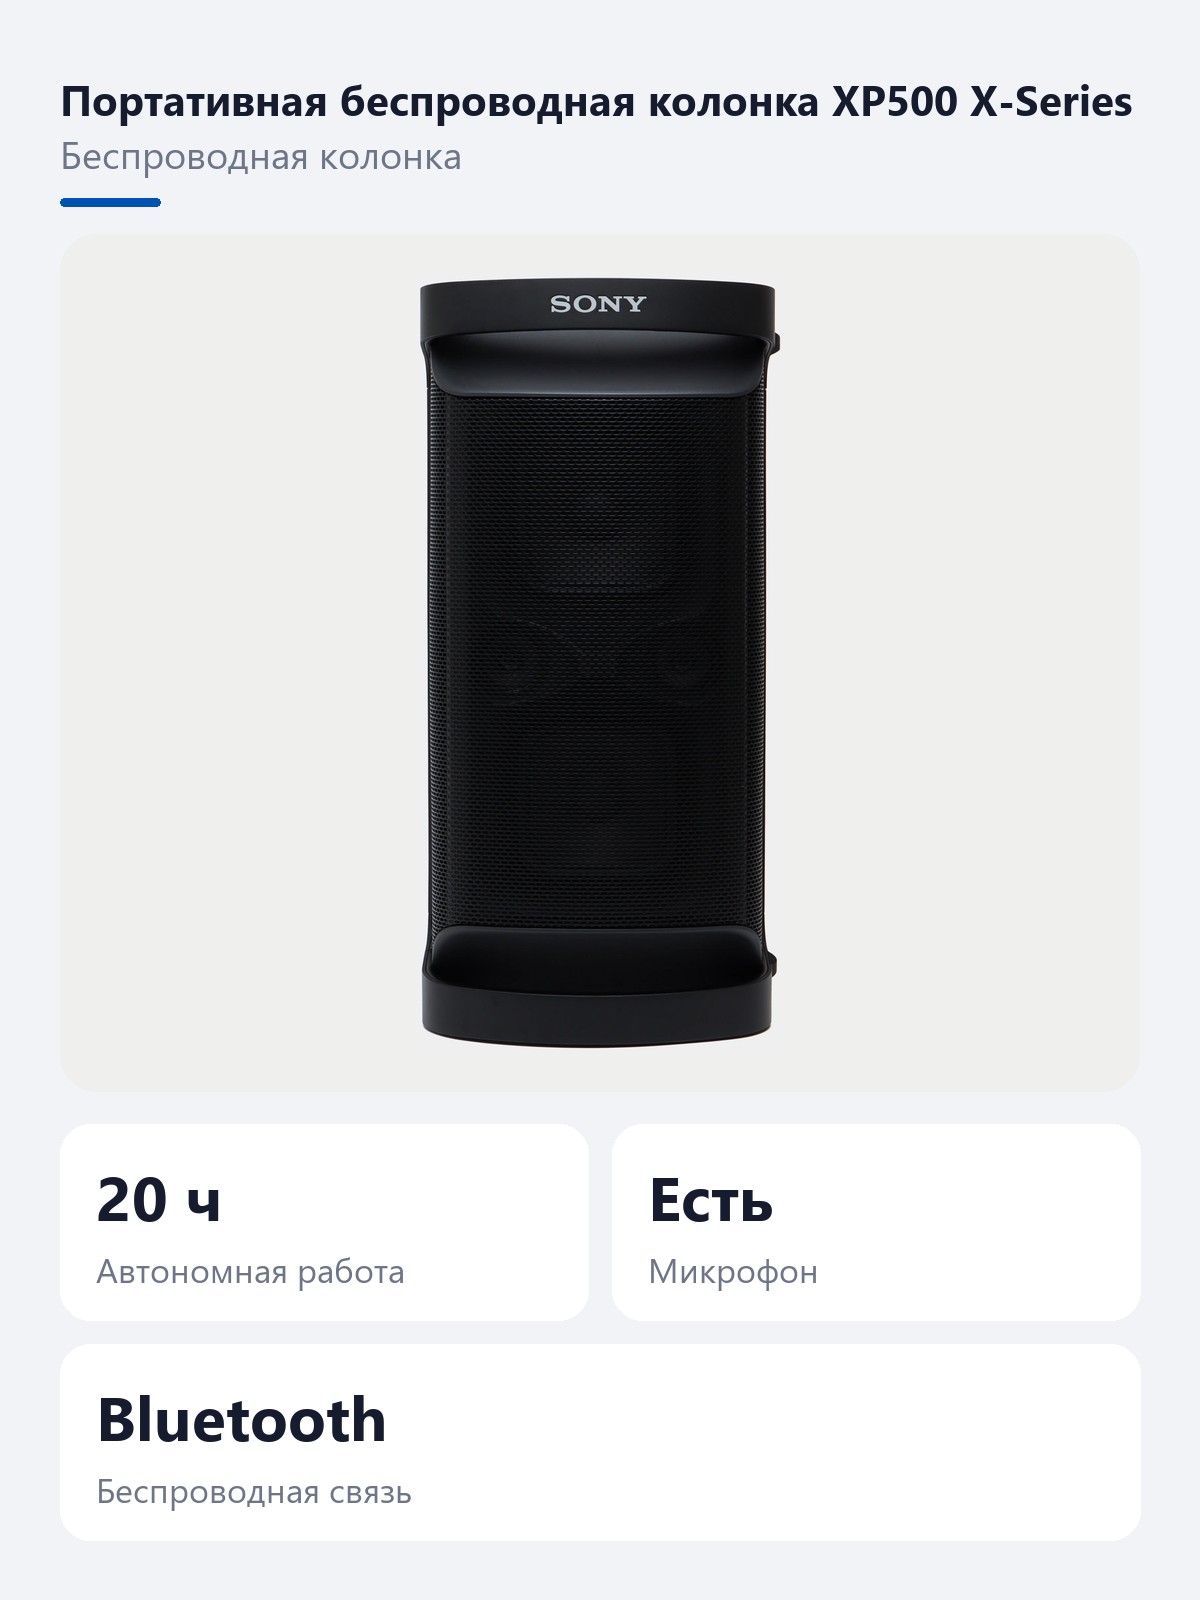 Портативная беспроводная колонка XP500 X-Series
Беспроводная колонка
SONY
20 ч
Автономная работа
Есть
Микрофон
Bluetooth
Беспроводная связь